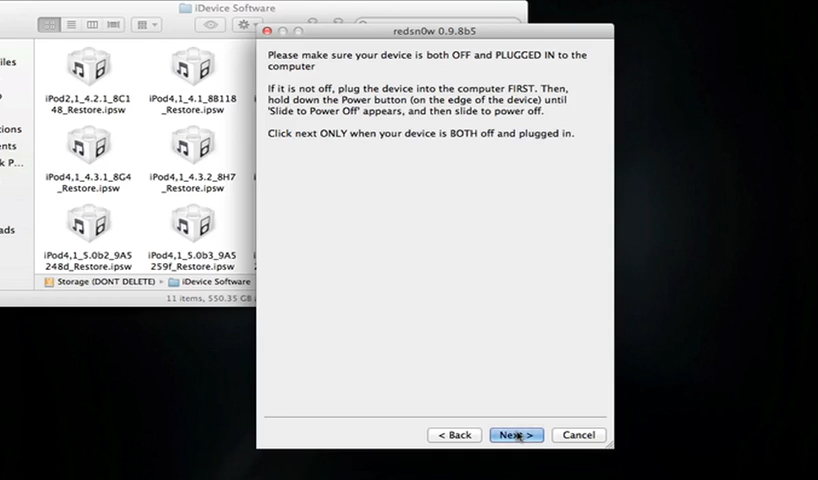 iDevice Software
redsn0w 0.9.8b5
Please make sure your device is both OFF and PLUGGED IN to the
computer
If it is not off, plug the device into the computer FIRST. Then,
hold down the Power button (on the edge of the device) until
'Slide to Power Off' appears, and then slide to power off.
Click next ONLY when your device is BOTH off and plugged in.
< Back
Next >
Cancel
iles
iPod2,1_4.2.1_8C1
48_Restore.ipsw
iPod4,1_4.1_8B118
_Restore.ipsw
tions
ents
k P...
iPod4,1_4.3.1_8G4
_Restore.ipsw
iPod4,1_4.3.2_8H7
_Restore.ipsw
ads
iPod4,1_5.0b2_9A5
248d_Restore.ipsw
iPod4,1_5.0b3_9A5
259f_Restore.ipsw
Storage (DONT DELETE)
iDevice Software
11 items, 550.35 GB a